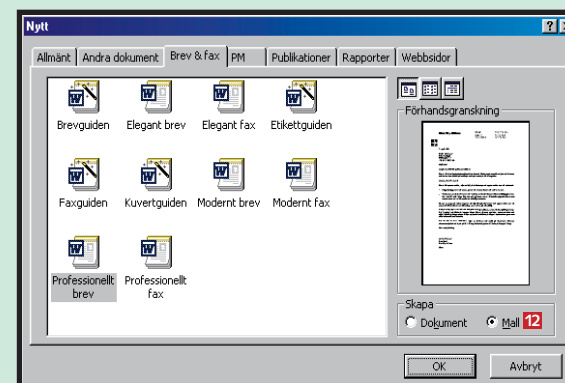 Nytt
Allmänt Andra dokument Brev & fax PM Publikationer Rapporter Webbsidor
Brevguiden Elegant brev Elegant fax Etikettguiden
Faxguiden Kuvertguiden Modernt brev Modernt fax
Professionellt brev
Professionellt fax
Förhandsgranskning
Skapa
Dokument Mall 12
OK Avbryt